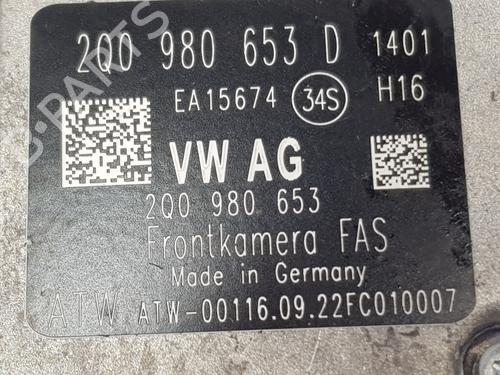 2Q0 980 653 D 1401
EA15674 34S H16
VW AG
2Q0 980 653
Frontkamera FAS
Made in Germany
ATW ATW-00116.09.22FC010007
B-PARTS